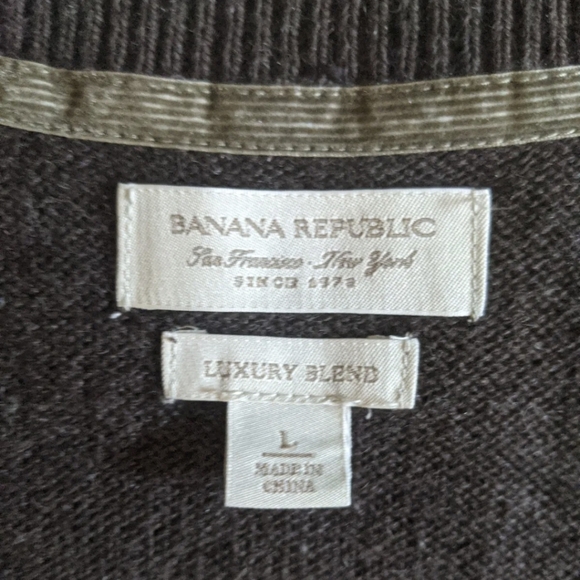 BANANA REPUBLIC
San Francisco · New York
SINCE 1978
LUXURY BLEND
L
MADE IN
CHINA